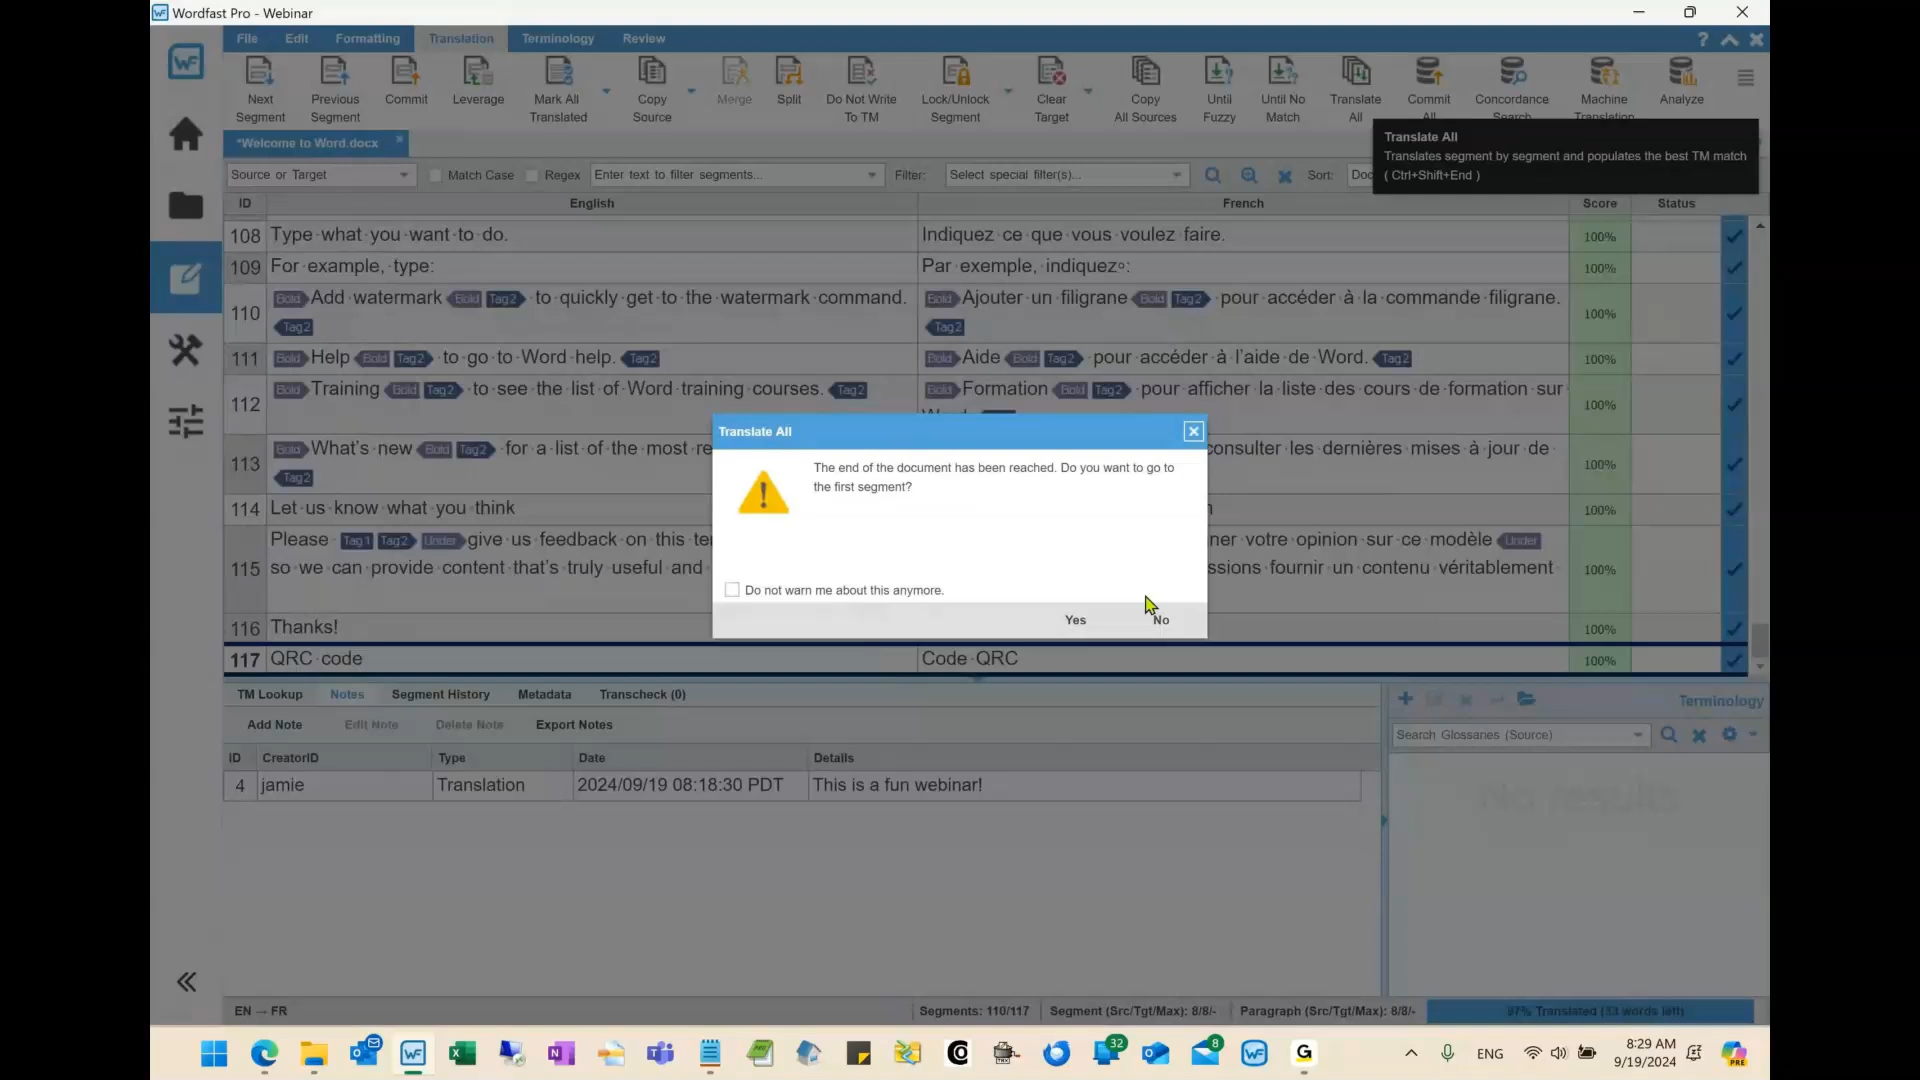 Wordfast Pro - Webinar
File Edit Formatting Translation Terminology Review
Next Segment
Previous Segment
Commit
Leverage
Mark All Translated
Copy Source
Merge
Split
Do Not Write To TM
Lock/Unlock Segment
Clear Target
Copy All Sources
Until Fuzzy
Until No Match
Translate All
Commit All
Concordance Search
Machine Translation
Analyze
*Welcome to Word.docx
Translate All
Translates segment by segment and populates the best TM match
( Ctrl+Shift+End )
Source or Target Match Case Regex Enter text to filter segments... Filter: Select special filter(s)... Sort: Doc
ID English French Score Status
108 Type what you want to do. Indiquez ce que vous voulez faire. 100%
109 For example, type: Par exemple, indiquez : 100%
110 Bold Add watermark Bold Tag2 to quickly get to the watermark command. Bold Ajouter un filigrane Bold Tag2 pour accéder à la commande filigrane. 100%
Tag2 Tag2
111 Bold Help Bold Tag2 to go to Word help. Tag2 Bold Aide Bold Tag2 pour accéder à l'aide de Word. Tag2 100%
112 Bold Training Bold Tag2 to see the list of Word training courses. Tag2 Bold Formation Bold Tag2 pour afficher la liste des cours de formation sur 100%
113 Bold What's new Bold Tag2 for a list of the most re consulter les dernières mises à jour de 100%
Tag2
114 Let us know what you think 100%
115 Please Tag1 Tag2 Under give us feedback on this te ner votre opinion sur ce modèle Under 100%
so we can provide content that's truly useful and ssions fournir un contenu véritablement
116 Thanks! 100%
117 QRC code Code QRC 100%
Translate All
The end of the document has been reached. Do you want to go to
the first segment?
Do not warn me about this anymore.
Yes No
TM Lookup Notes Segment History Metadata Transcheck (0)
Add Note Edit Note Delete Note Export Notes
ID CreatorID Type Date Details
4 jamie Translation 2024/09/19 08:18:30 PDT This is a fun webinar!
Terminology
Search Glossaries (Source)
No results
EN → FR Segments: 110/117 Segment (Src/Tgt/Max): 8/8/- Paragraph (Src/Tgt/Max): 8/8/- 97% Translated (33 words left)
32
8
ENG
8:29 AM
9/19/2024
PRE